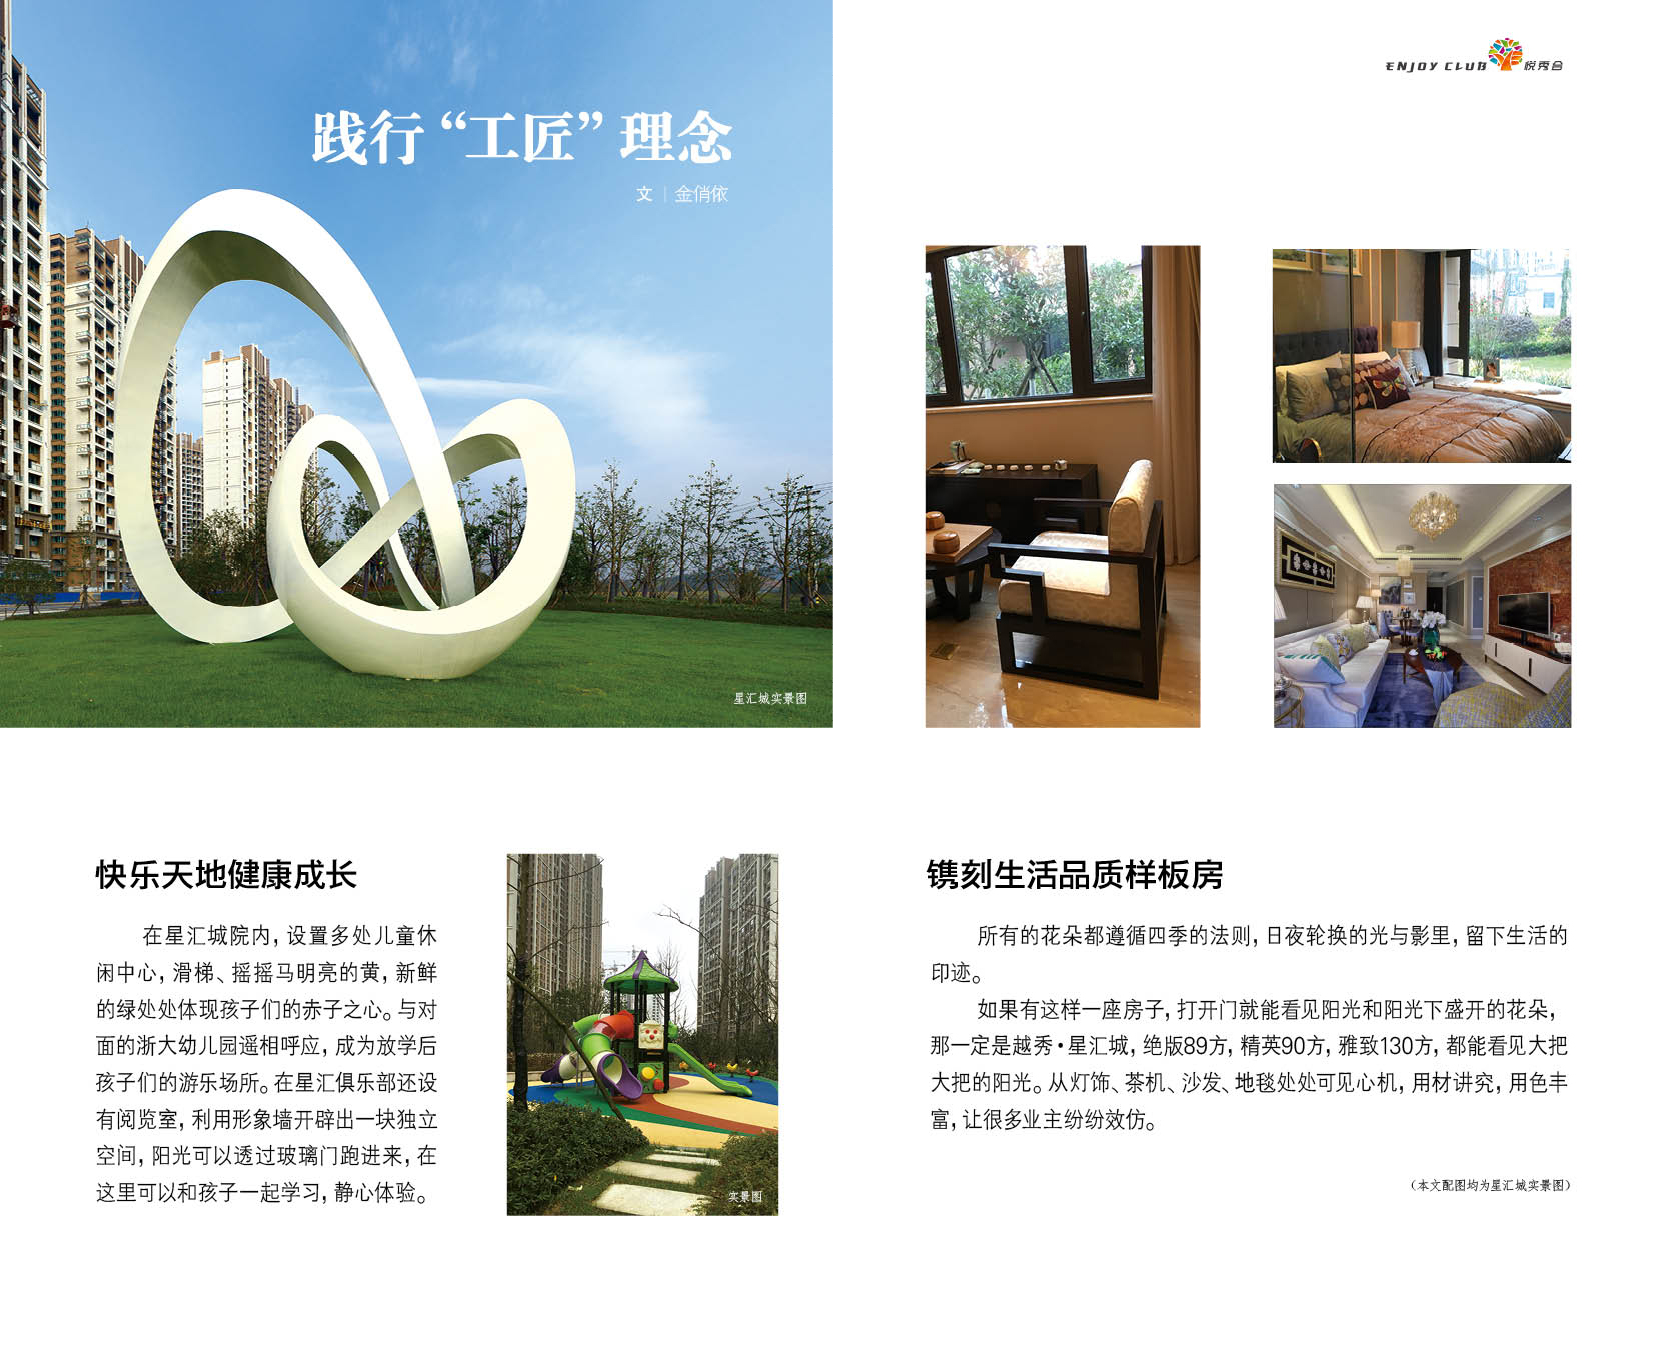 ENJOY CLUB 悦秀会
践行“工匠”理念
文 | 金俏依
星汇城实景图
快乐天地健康成长
在星汇城院内，设置多处儿童休
闲中心，滑梯、摇摇马明亮的黄，新鲜
的绿处处体现孩子们的赤子之心。与对
面的浙大幼儿园遥相呼应，成为放学后
孩子们的游乐场所。在星汇俱乐部还设
有阅览室，利用形象墙开辟出一块独立
空间，阳光可以透过玻璃门跑进来，在
这里可以和孩子一起学习，静心体验。
实景图
镌刻生活品质样板房
所有的花朵都遵循四季的法则，日夜轮换的光与影里，留下生活的
印迹。
如果有这样一座房子，打开门就能看见阳光和阳光下盛开的花朵，
那一定是越秀·星汇城，绝版89方，精英90方，雅致130方，都能看见大把
大把的阳光。从灯饰、茶机、沙发、地毯处处可见心机，用材讲究，用色丰
富，让很多业主纷纷效仿。
（本文配图均为星汇城实景图）